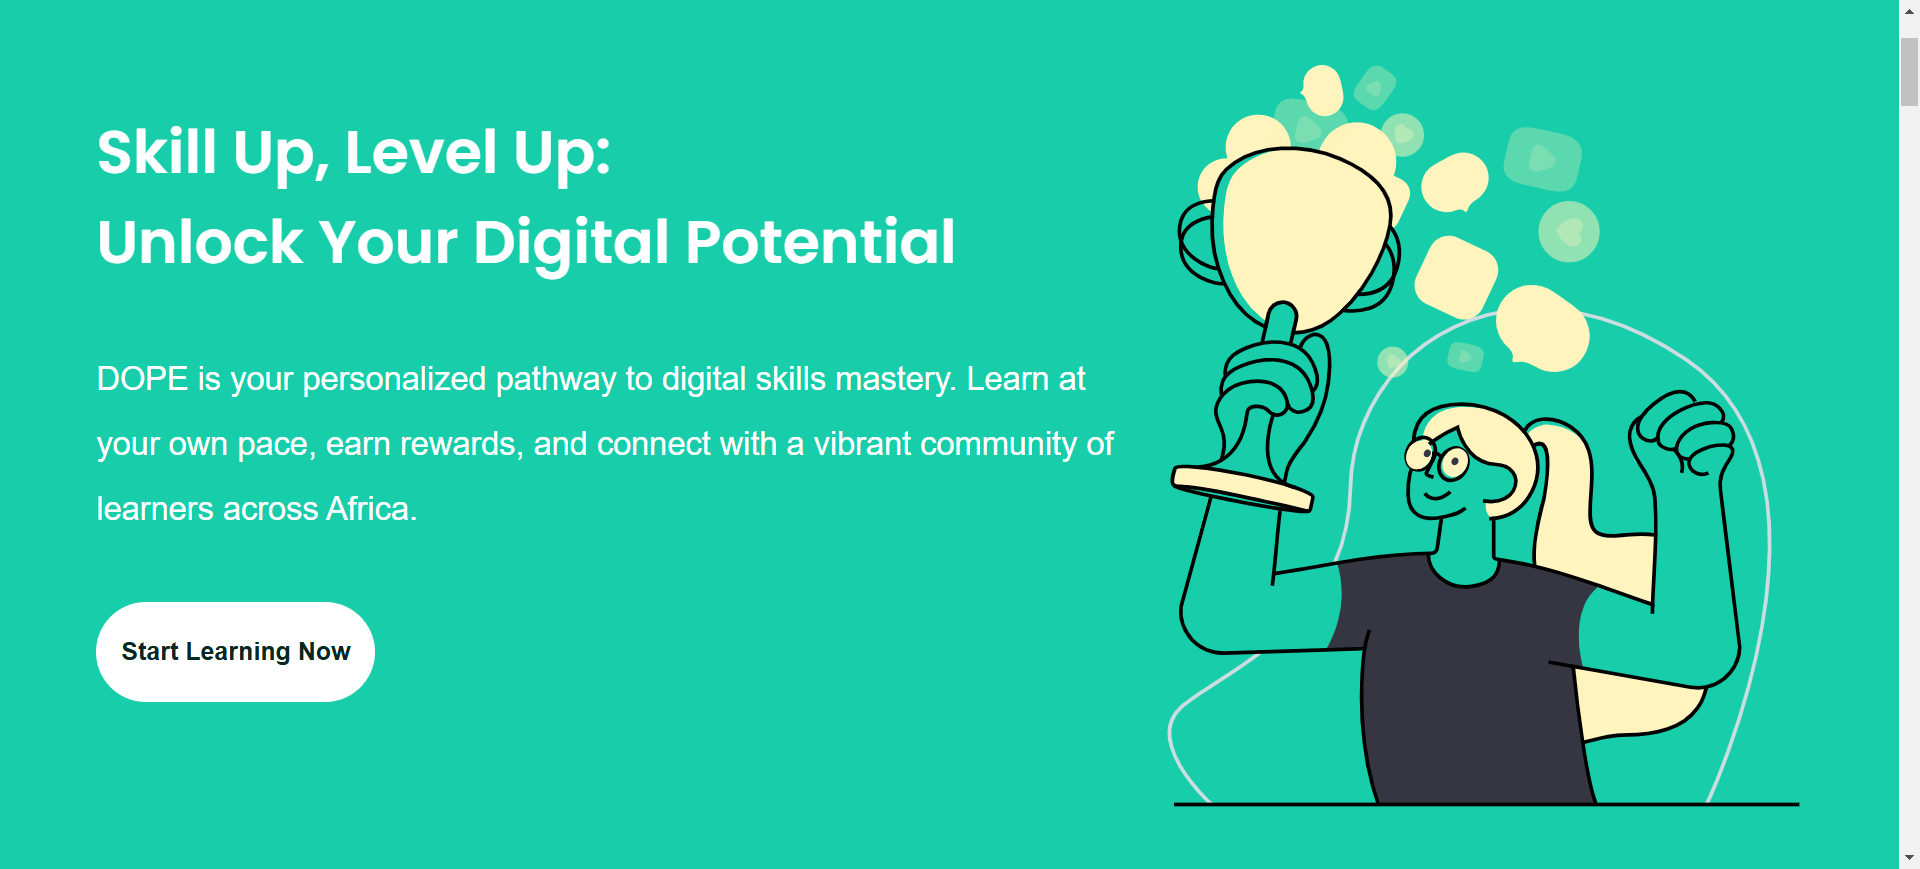 Skill Up, Level Up:
Unlock Your Digital Potential
DOPE is your personalized pathway to digital skills mastery. Learn at
your own pace, earn rewards, and connect with a vibrant community of
learners across Africa.
Start Learning Now